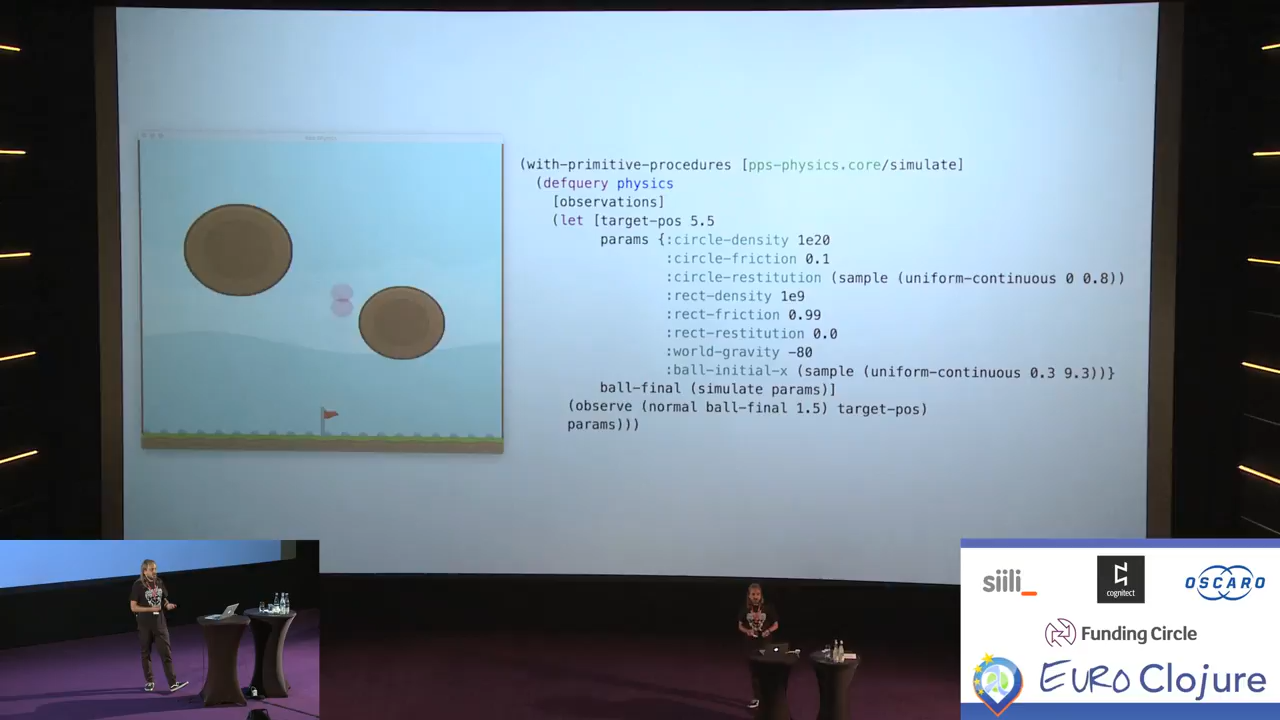 (with-primitive-procedures [pps-physics.core/simulate]
(defquery physics
[observations]
(let [target-pos 5.5
params {:circle-density 1e20
:circle-friction 0.1
:circle-restitution (sample (uniform-continuous 0 0.8))
:rect-density 1e9
:rect-friction 0.99
:rect-restitution 0.0
:world-gravity -80
:ball-initial-x (sample (uniform-continuous 0.3 9.3))}
ball-final (simulate params)]
(observe (normal ball-final 1.5) target-pos)
params)))
siili_
cognitect
OSCARO
Funding Circle
EURO Clojure